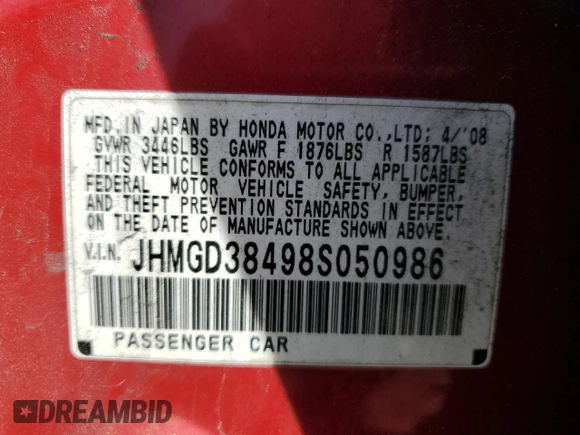 MFD.IN JAPAN BY HONDA MOTOR CO.,LTD; 4/'08
GVWR 3446LBS GAWR F 1876LBS R 1587LBS
THIS VEHICLE CONFORMS TO ALL APPLICABLE
FEDERAL MOTOR VEHICLE SAFETY, BUMPER,
AND THEFT PREVENTION STANDARDS IN EFFECT
ON THE DATE OF MANUFACTURE SHOWN ABOVE.
V.I.N. JHMGD38498S050986
PASSENGER CAR
DREAMBID